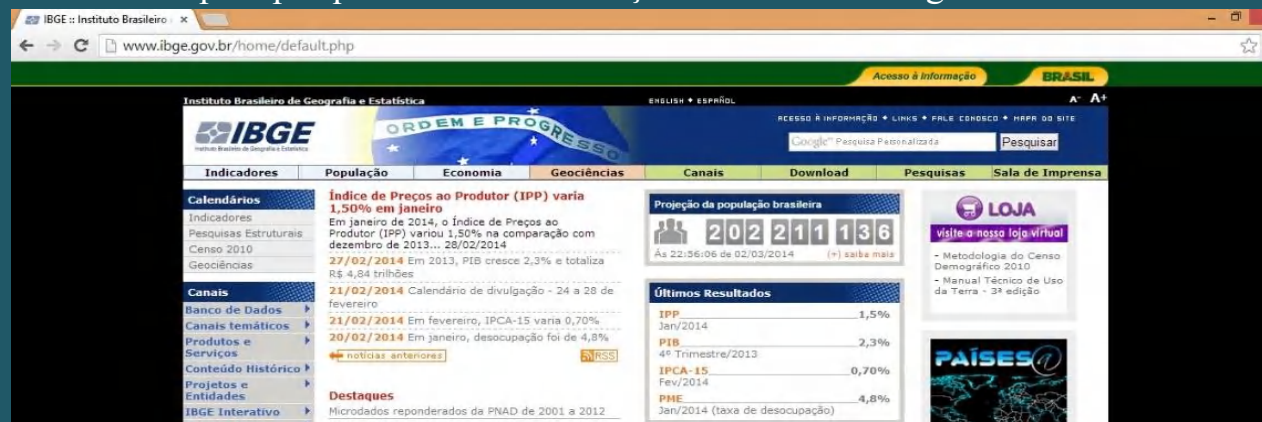 IBGE :: Instituto Brasileiro
www.ibge.gov.br/home/default.php
Acesso à Informação
BRASIL
Instituto Brasileiro de Geografia e Estatística
ENGLISH + ESPAÑOL
A- A+
IBGE
Instituto Brasileiro de Geografia e Estatística
ORDEM E PROGRESSO
ACESSO À INFORMAÇÃO + LINKS + FALE CONOSCO + MAPA DO SITE
Google™ Pesquisa Personalizada
Pesquisar
Indicadores População Economia Geociências Canais Download Pesquisas Sala de Imprensa
Calendários
Indicadores
Pesquisas Estruturais
Censo 2010
Geociências
Canais
Banco de Dados
Canais temáticos
Produtos e
Serviços
Conteúdo Histórico
Projetos e
Entidades
IBGE Interativo
Índice de Preços ao Produtor (IPP) varia
1,50% em janeiro
Em janeiro de 2014, o Índice de Preços ao
Produtor (IPP) variou 1,50% na comparação com
dezembro de 2013... 28/02/2014
27/02/2014 Em 2013, PIB cresce 2,3% e totaliza
R$ 4,84 trilhões
21/02/2014 Calendário de divulgação - 24 a 28 de
fevereiro
21/02/2014 Em fevereiro, IPCA-15 varia 0,70%
20/02/2014 Em janeiro, desocupação foi de 4,8%
notícias anteriores
RSS
Destaques
Microdados reponderados da PNAD de 2001 a 2012
Projeção da população brasileira
202 211 136
Às 22:56:06 de 02/03/2014 (+) saiba mais
Últimos Resultados
IPP 1,5%
Jan/2014
PIB 2,3%
4º Trimestre/2013
IPCA-15 0,70%
Fev/2014
PME 4,8%
Jan/2014 (taxa de desocupação)
LOJA
visite a nossa loja virtual
- Metodologia do Censo
Demográfico 2010
- Manual Técnico de Uso
da Terra - 3ª edição
PAÍSES@